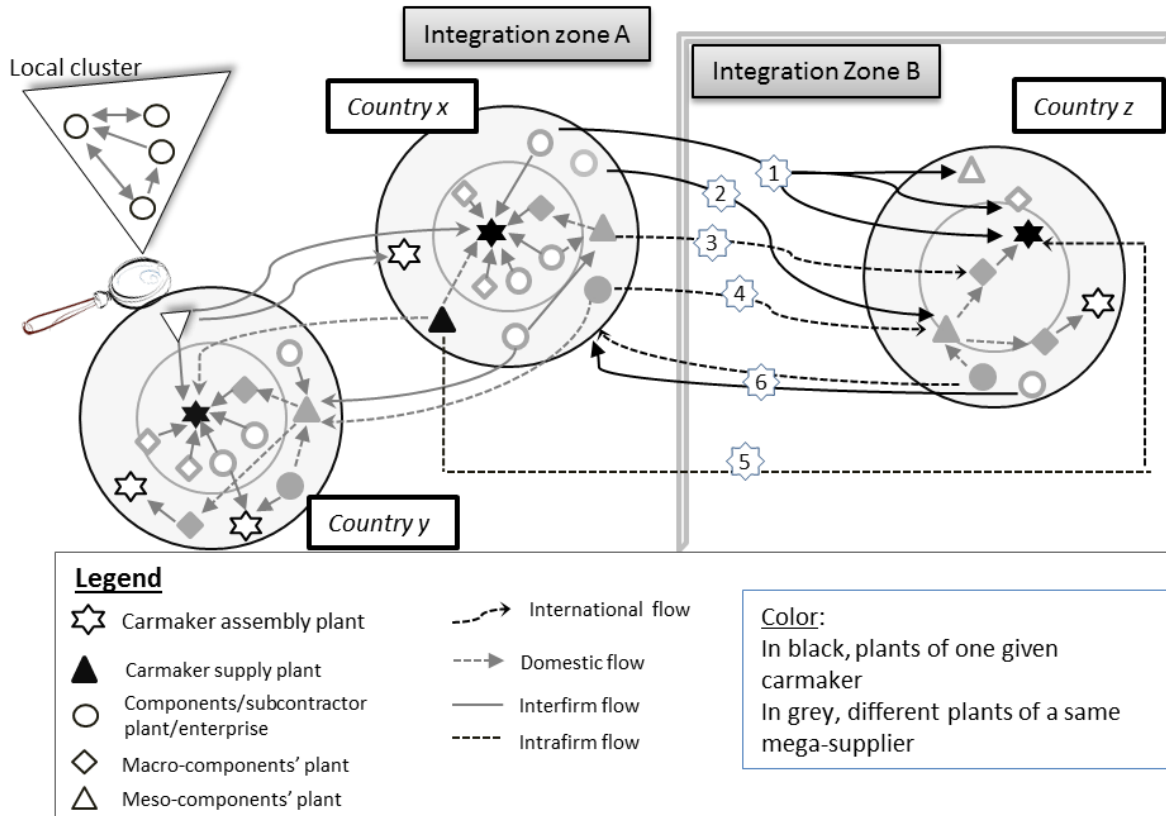 Integration zone A
Local cluster
Integration Zone B
Country x
Country z
1
2
3
4
6
5
Country y
Legend
Carmaker assembly plant
Carmaker supply plant
Components/subcontractor
plant/enterprise
Macro-components' plant
Meso-components' plant
International flow
Domestic flow
Interfirm flow
Intrafirm flow
Color:
In black, plants of one given
carmaker
In grey, different plants of a same
mega-supplier